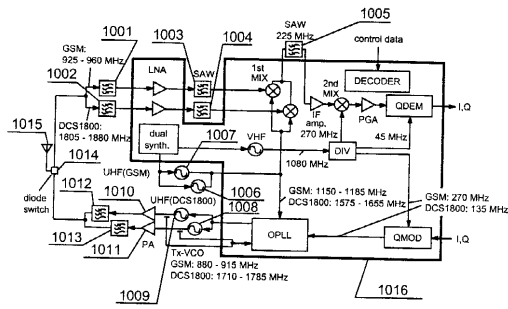 1005
SAW
225 MHz
1001
1003
1004
GSM:
925 - 960 MHz
1002
LNA
SAW
1st
MIX
control data
DECODER
2nd
MIX
QDEM
I,Q
IF
amp.
270 MHz
PGA
DCS1800:
1805 - 1880 MHz
1015
dual
synth.
1007
VHF
1080 MHz
DIV
45 MHz
1014
UHF(GSM)
diode
switch
1012
1010
1006
UHF(DCS1800)
1008
GSM: 1150 - 1185 MHz
DCS1800: 1575 - 1655 MHz
GSM: 270 MHz
DCS1800: 135 MHz
OPLL
QMOD
I,Q
1013
1011
PA
Tx-VCO
GSM: 880 - 915 MHz
DCS1800: 1710 - 1785 MHz
1009
1016